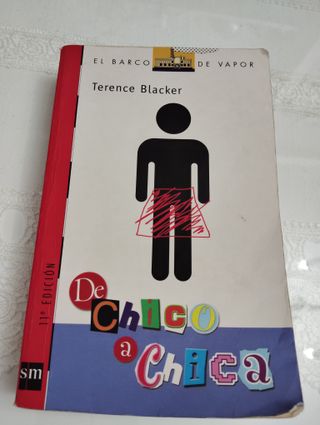 EL BARCO DE VAPOR
Terence Blacker
De
Chico
a Chica
11ª EDICIÓN
sm